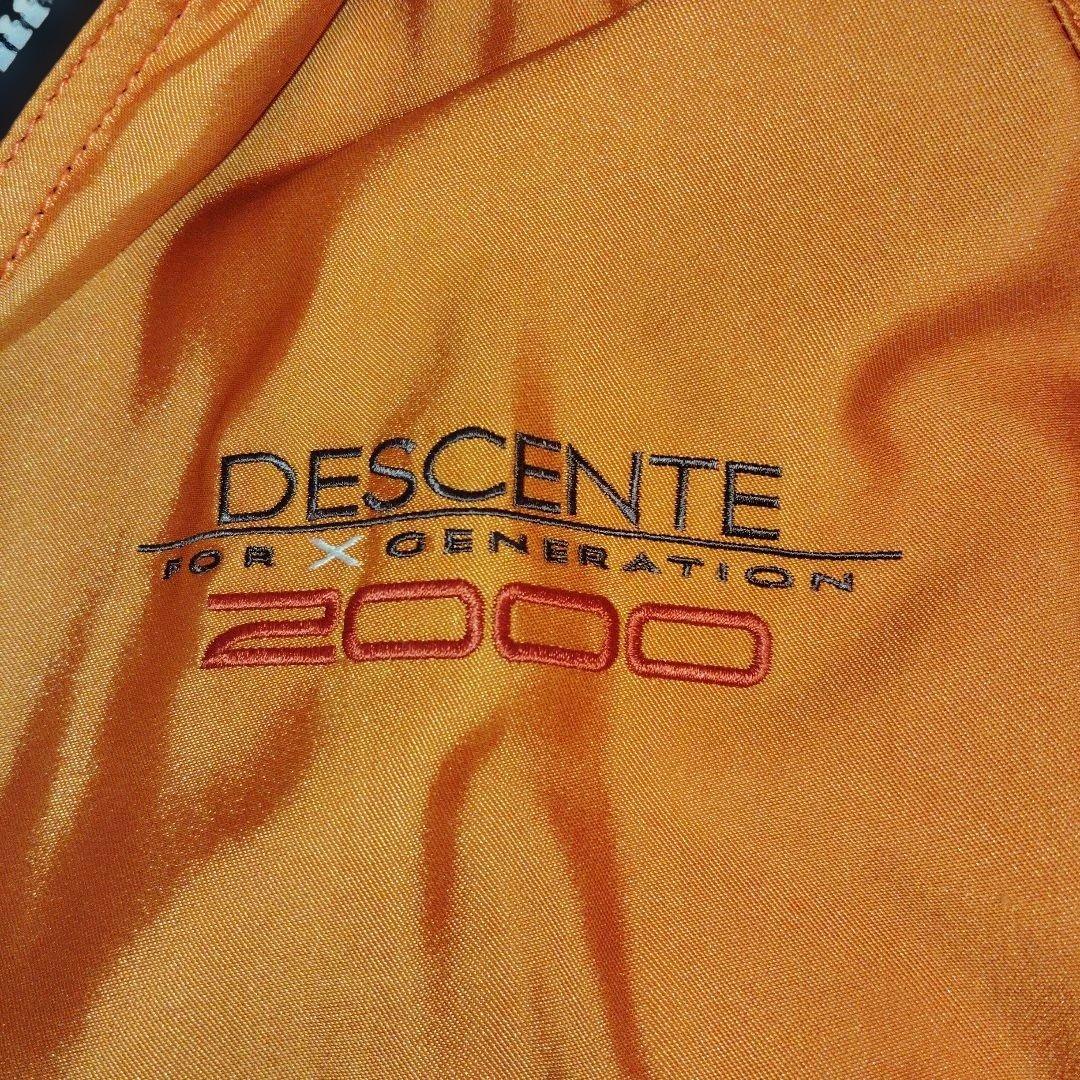 DESCENTE
FOR X GENERATION
2000